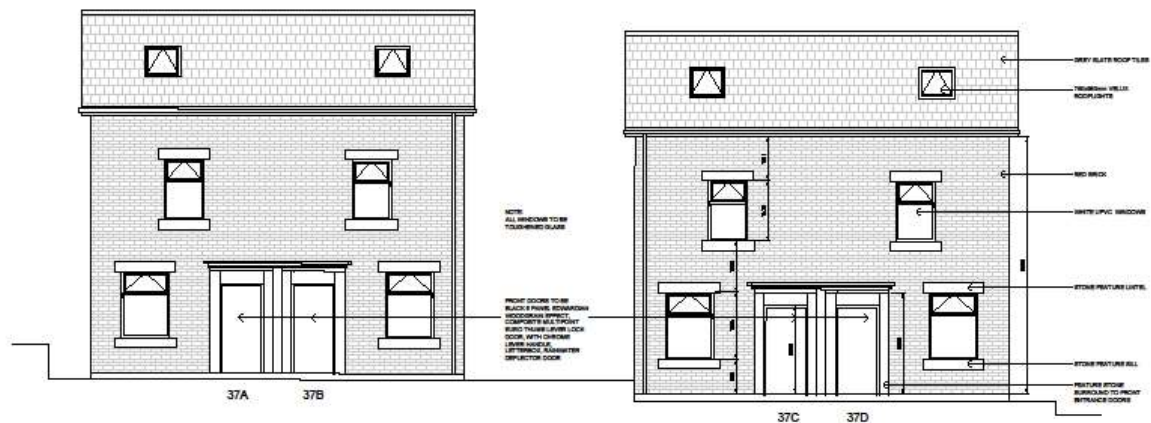 GREY SLATE ROOF TILES
VELUX
ROOFLIGHTS
RED BRICK
NOTE:
ALL WINDOWS TO BE
TOUGHENED GLASS
WHITE UPVC WINDOWS
STONE FEATURE LINTEL
FRONT DOORS TO BE
BLACK 6 PANEL EDWARDIAN
WOODGRAIN EFFECT,
COMPOSITE MULTIPOINT
EURO THUMB LEVER LOCK
DOOR, WITH CHROME
LEVER HANDLE,
LETTERBOX, RAINWATER
DEFLECTOR DOOR
STONE FEATURE SILL
FEATURE STONE
SURROUND TO FRONT
ENTRANCE DOORS
37A
37B
37C
37D